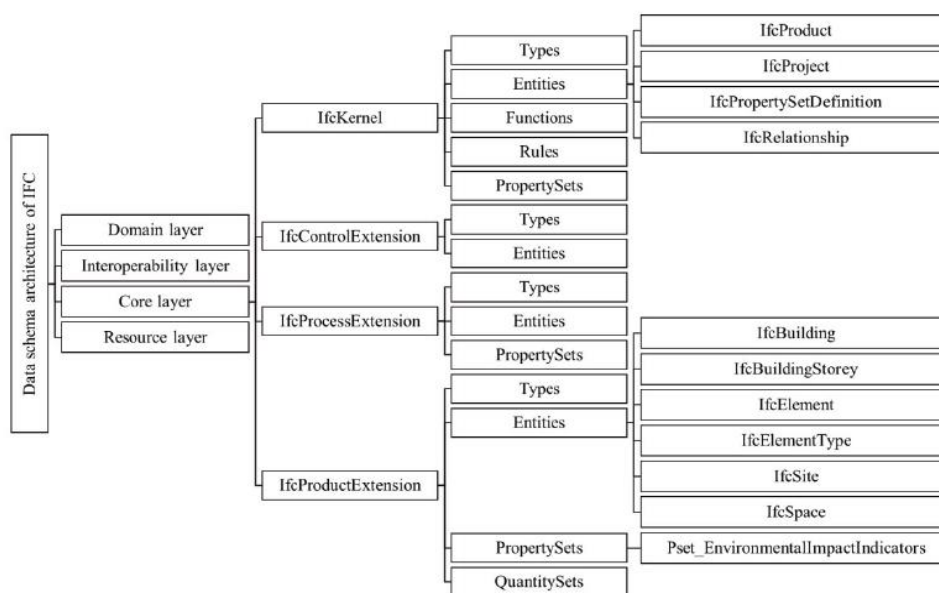 Data schema architecture of IFC
Domain layer
Interoperability layer
Core layer
Resource layer
IfcKernel
Types
Entities
IfcProduct
IfcProject
IfcPropertySetDefinition
IfcRelationship
Functions
Rules
PropertySets
IfcControlExtension
Types
Entities
IfcProcessExtension
Types
Entities
PropertySets
IfcProductExtension
Types
Entities
IfcBuilding
IfcBuildingStorey
IfcElement
IfcElementType
IfcSite
IfcSpace
PropertySets
Pset_EnvironmentalImpactIndicators
QuantitySets